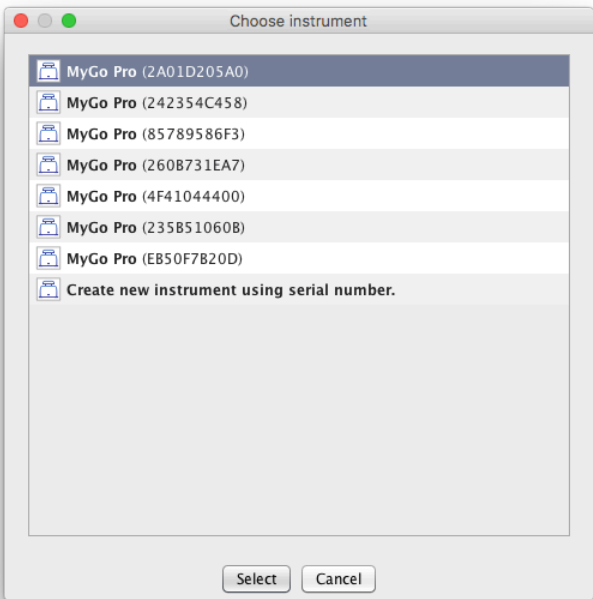 Choose instrument
MyGo Pro (2A01D205A0)
MyGo Pro (242354C458)
MyGo Pro (85789586F3)
MyGo Pro (260B731EA7)
MyGo Pro (4F41044400)
MyGo Pro (235B51060B)
MyGo Pro (EB50F7B20D)
Create new instrument using serial number.
Select Cancel